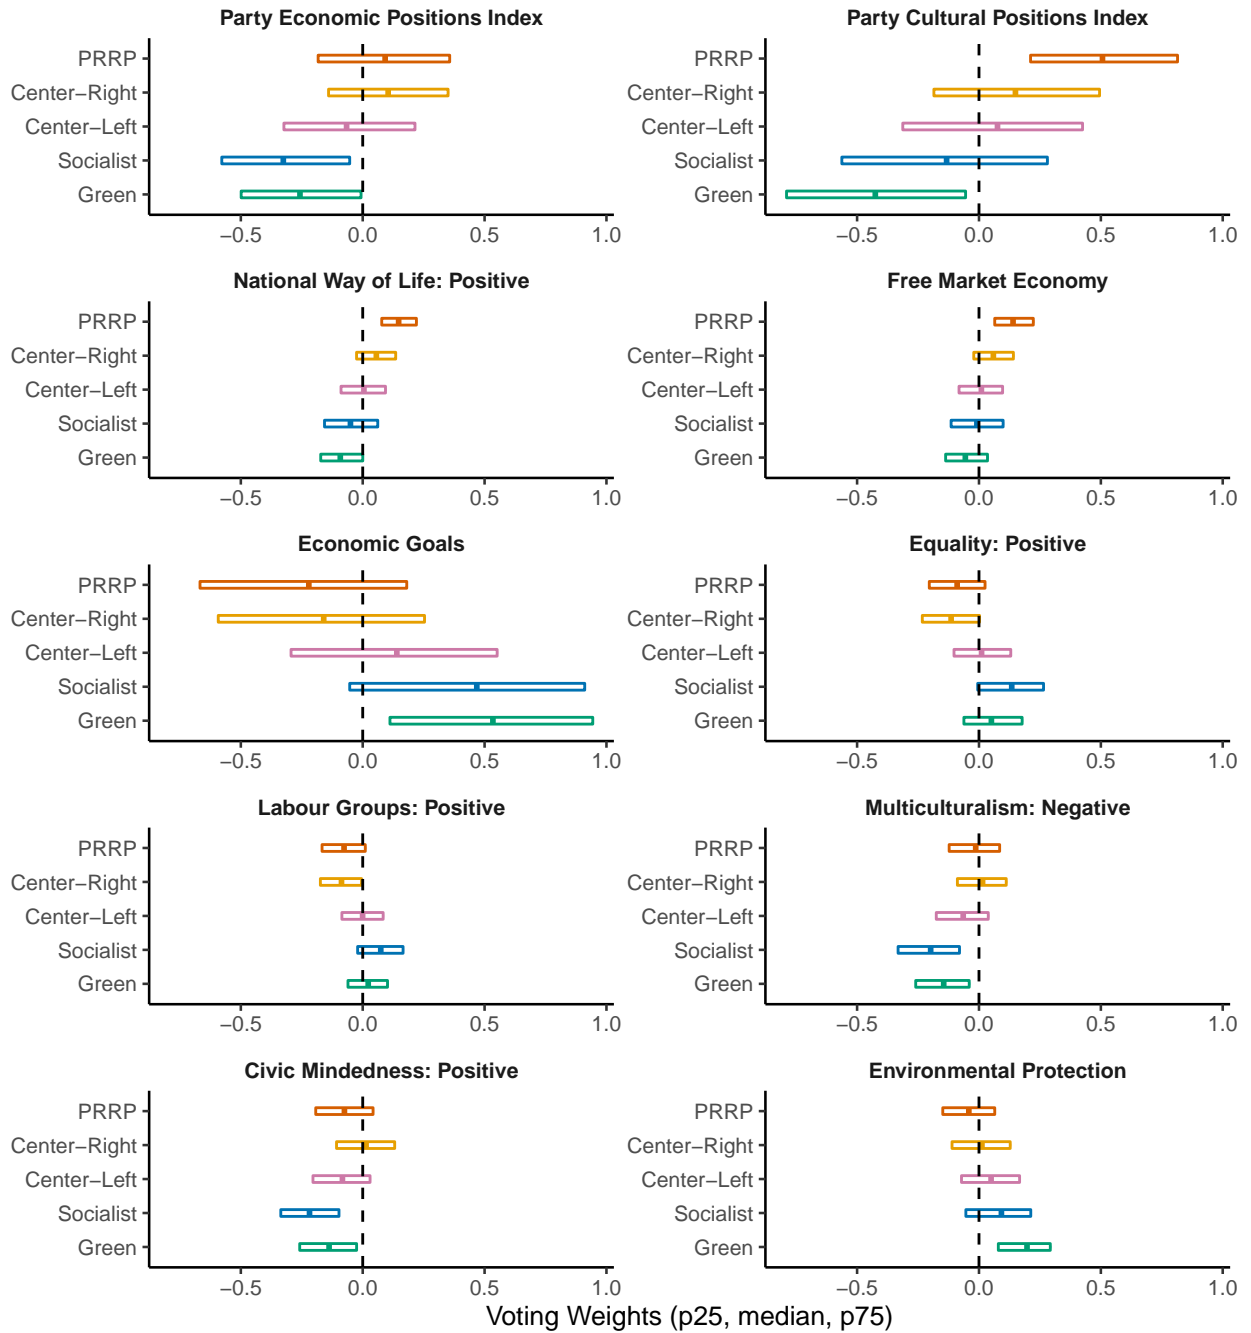 Party Economic Positions Index
PRRP
Center−Right
Center−Left
Socialist
Green
−0.5 0.0 0.5 1.0
Party Cultural Positions Index
PRRP
Center−Right
Center−Left
Socialist
Green
−0.5 0.0 0.5 1.0
National Way of Life: Positive
PRRP
Center−Right
Center−Left
Socialist
Green
−0.5 0.0 0.5 1.0
Free Market Economy
PRRP
Center−Right
Center−Left
Socialist
Green
−0.5 0.0 0.5 1.0
Economic Goals
PRRP
Center−Right
Center−Left
Socialist
Green
−0.5 0.0 0.5 1.0
Equality: Positive
PRRP
Center−Right
Center−Left
Socialist
Green
−0.5 0.0 0.5 1.0
Labour Groups: Positive
PRRP
Center−Right
Center−Left
Socialist
Green
−0.5 0.0 0.5 1.0
Multiculturalism: Negative
PRRP
Center−Right
Center−Left
Socialist
Green
−0.5 0.0 0.5 1.0
Civic Mindedness: Positive
PRRP
Center−Right
Center−Left
Socialist
Green
−0.5 0.0 0.5 1.0
Environmental Protection
PRRP
Center−Right
Center−Left
Socialist
Green
−0.5 0.0 0.5 1.0
Voting Weights (p25, median, p75)